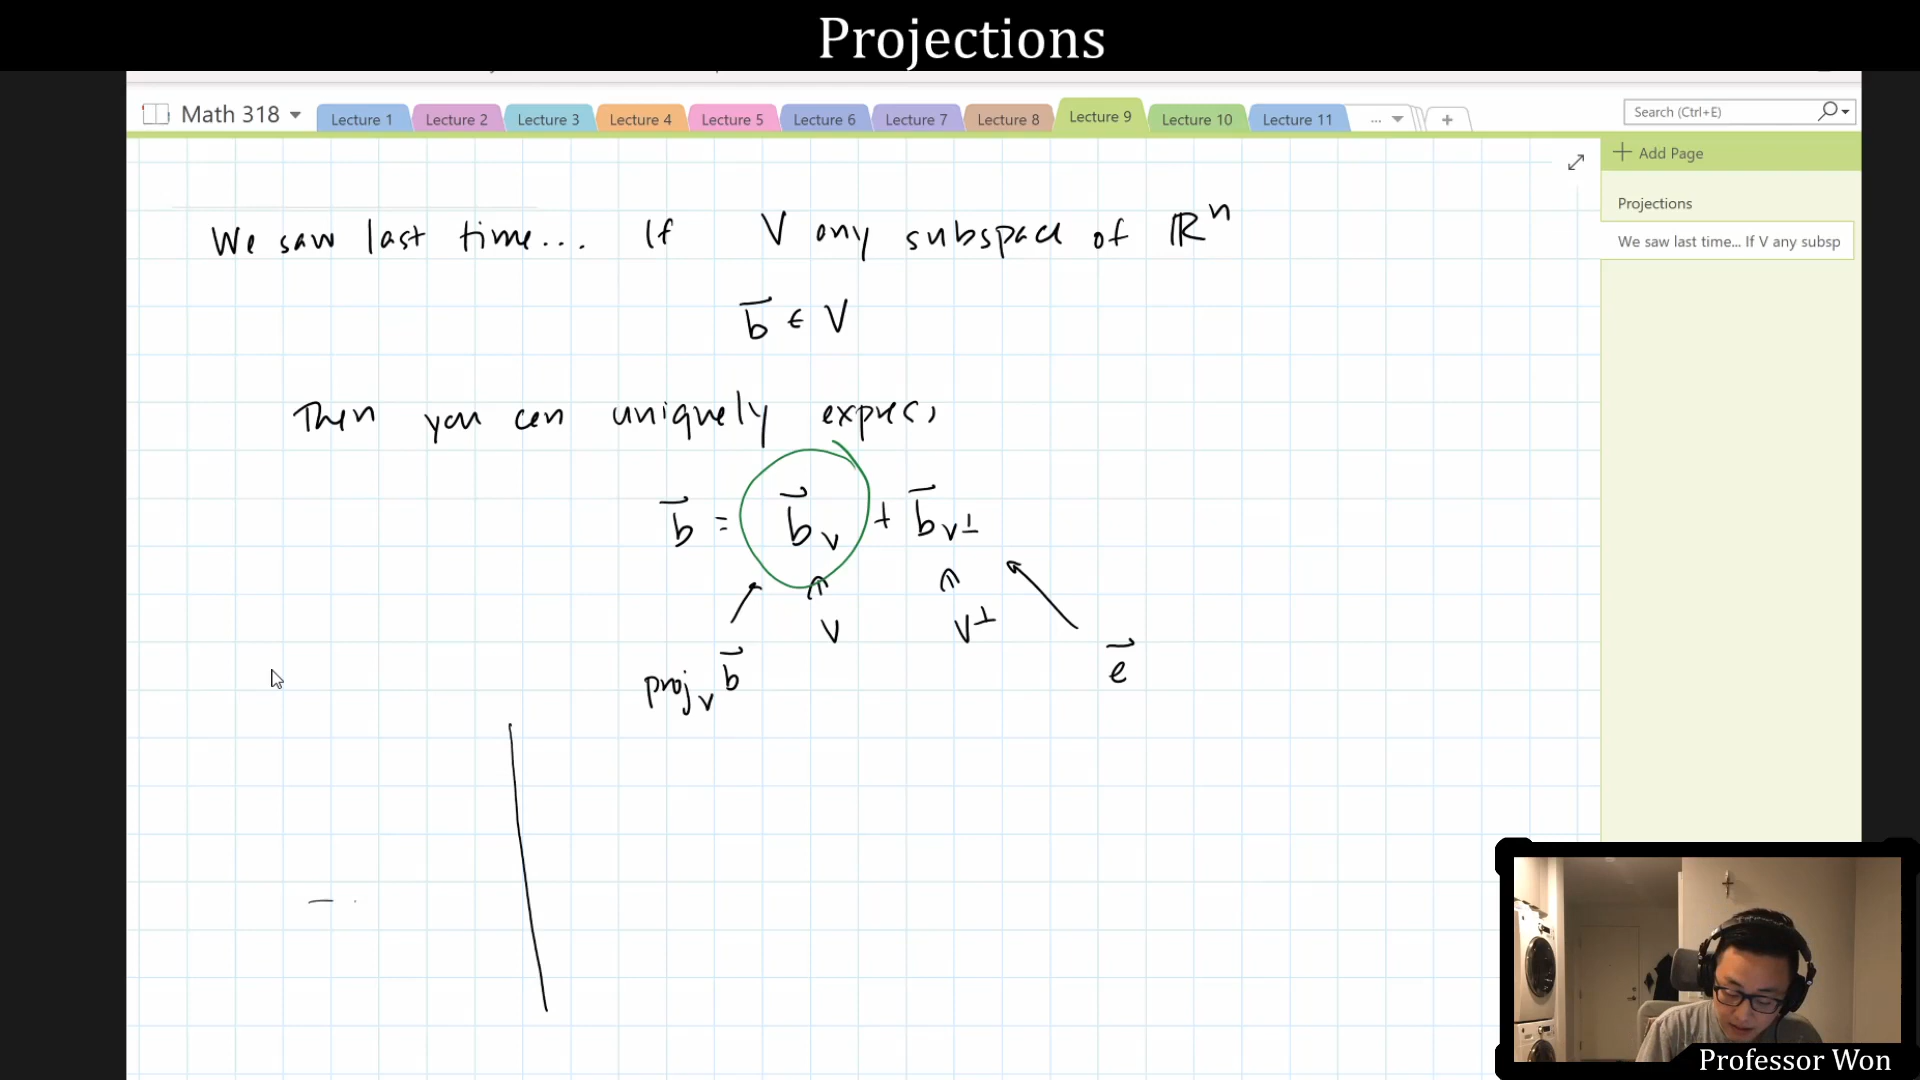 Projections
Math 318
Lecture 1
Lecture 2
Lecture 3
Lecture 4
Lecture 5
Lecture 6
Lecture 7
Lecture 8
Lecture 9
Lecture 10
Lecture 11
...
+
Search (Ctrl+E)
+ Add Page
Projections
We saw last time... If V any subsp
We saw last time... If V any subspace of ℝⁿ
b⃗ ∈ V
Then you can uniquely express
b⃗ = b⃗_V + b⃗_V⊥
V V⊥
proj_V b⃗
e⃗
Professor Won